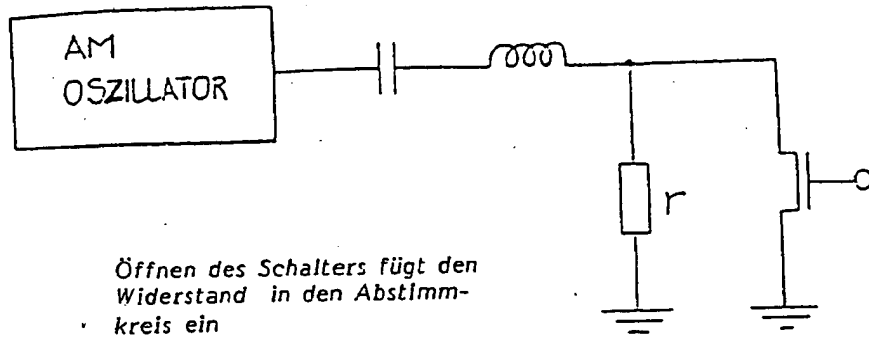 AM
OSZILLATOR
r
Öffnen des Schalters fügt den
Widerstand in den Abstimm-
kreis ein